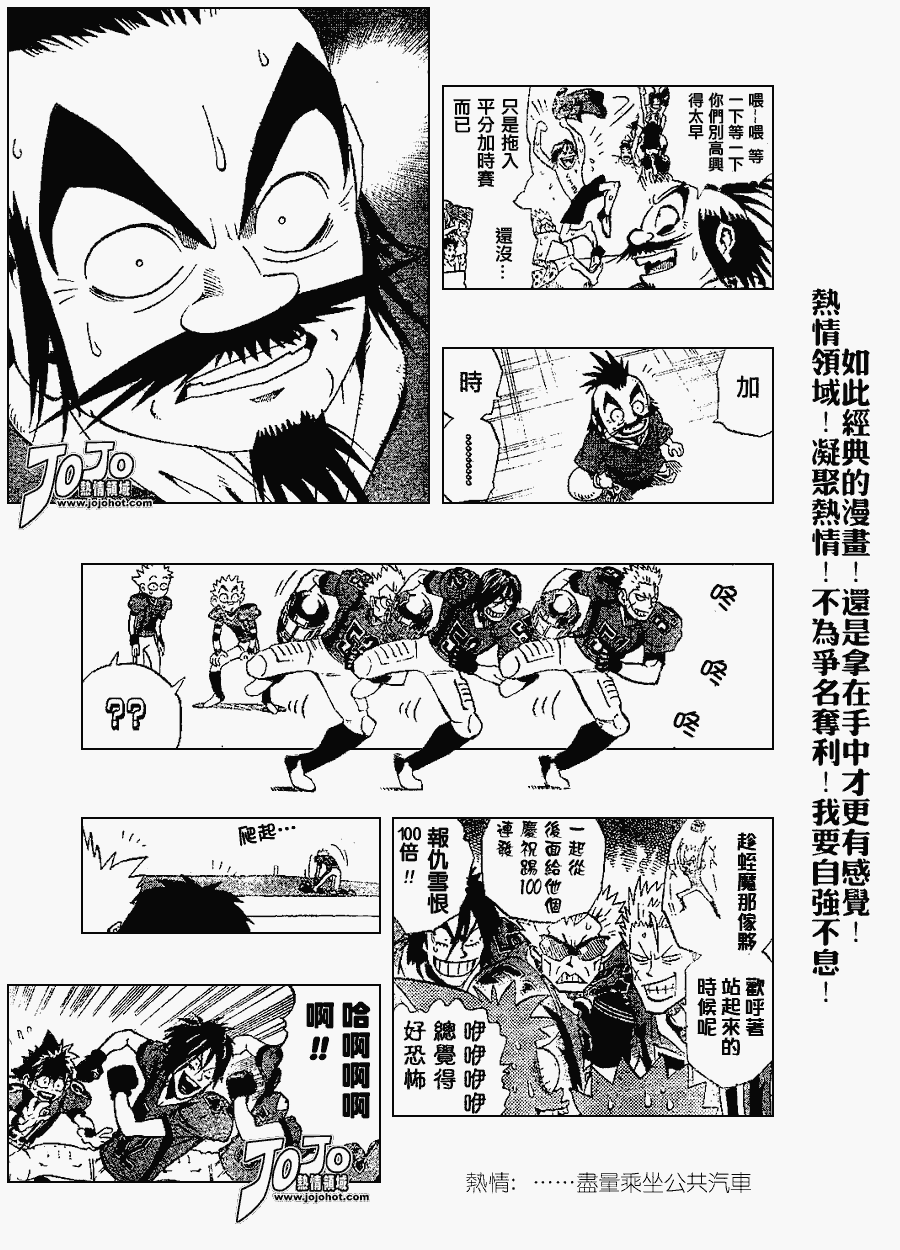 喂--喂 等
一下等一下
你們別高興
得太早
只是拖入
平分加時賽
而已
還沒…
加
時
…………
JOJO
熱情領域
www.jojohot.com
咚
咚
咚
??
趁蛭魔那傢夥
歡呼著
站起來的
時候呢
一起從
後面給他個
慶祝踢100
連發
報仇雪恨
100倍!!
咿咿咿咿
總覺得
好恐怖
爬起…
哈啊啊啊
啊!!
JOJO
熱情領域
www.jojohot.com
如此經典的漫畫!還是拿在手中才更有感覺!
熱情領域!凝聚熱情!不為爭名奪利!我要自強不息!
熱情: ……盡量乘坐公共汽車